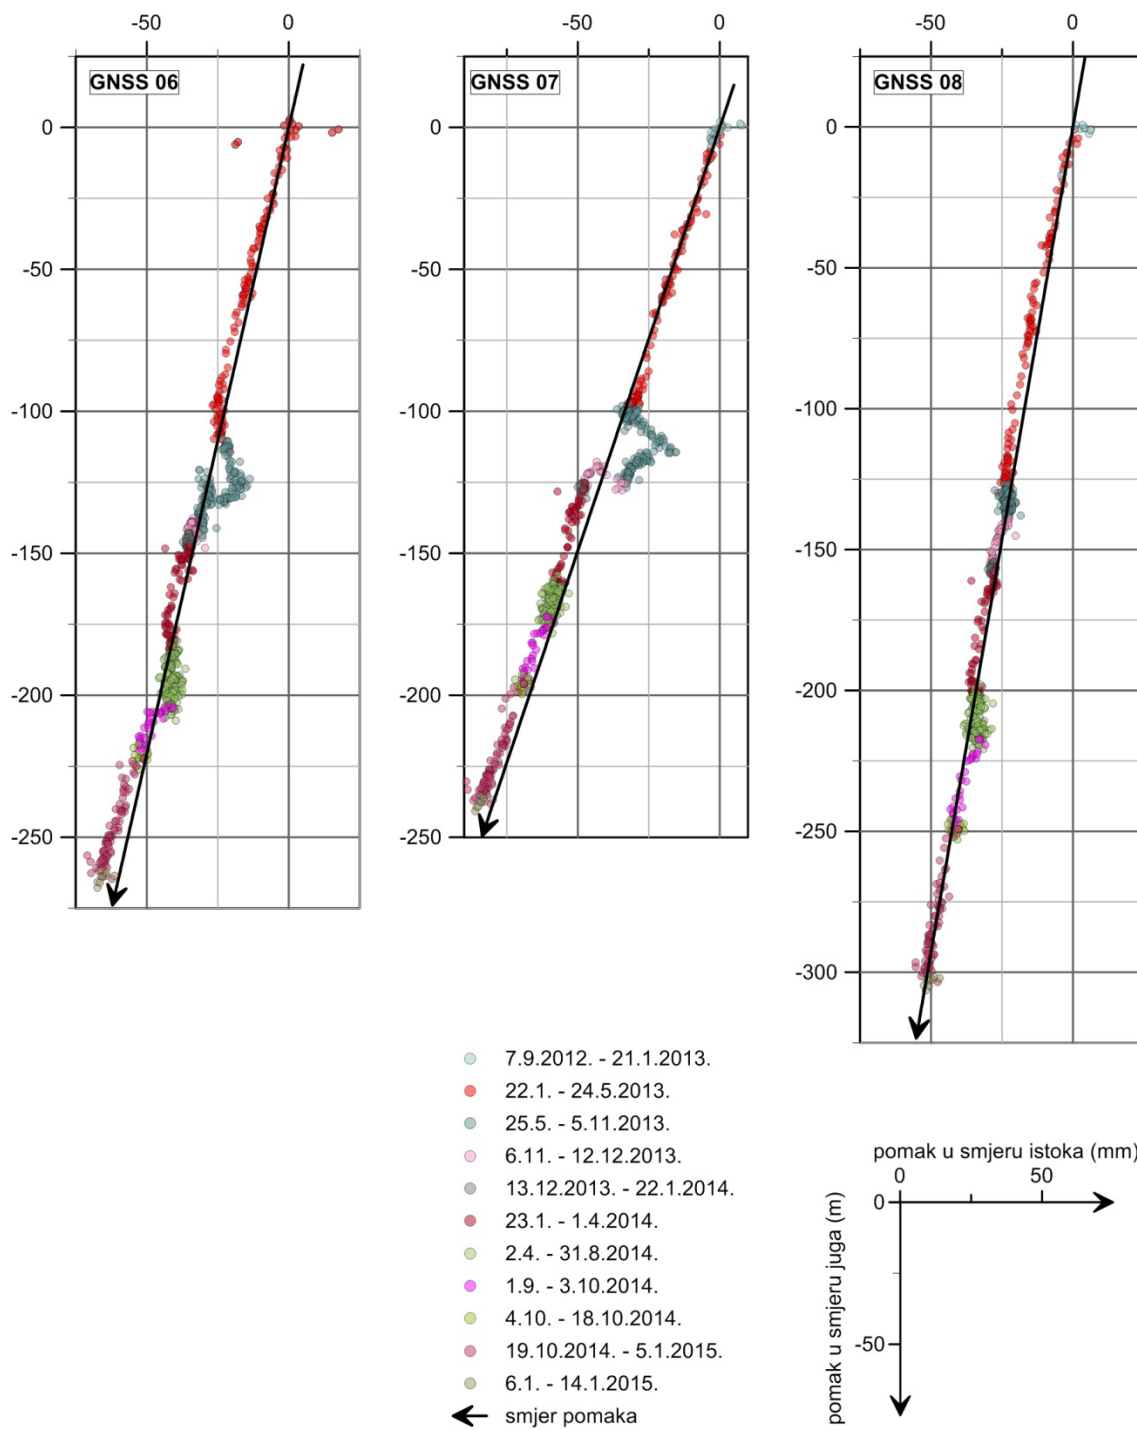 -50 0
-50 0
-50 0
GNSS 06
GNSS 07
GNSS 08
0
-50
-100
-150
-200
-250
0
-50
-100
-150
-200
-250
0
-50
-100
-150
-200
-250
-300
7.9.2012. - 21.1.2013.
22.1. - 24.5.2013.
25.5. - 5.11.2013.
6.11. - 12.12.2013.
13.12.2013. - 22.1.2014.
23.1. - 1.4.2014.
2.4. - 31.8.2014.
1.9. - 3.10.2014.
4.10. - 18.10.2014.
19.10.2014. - 5.1.2015.
6.1. - 14.1.2015.
smjer pomaka
pomak u smjeru istoka (mm)
0 50
0
-50
pomak u smjeru juga (m)